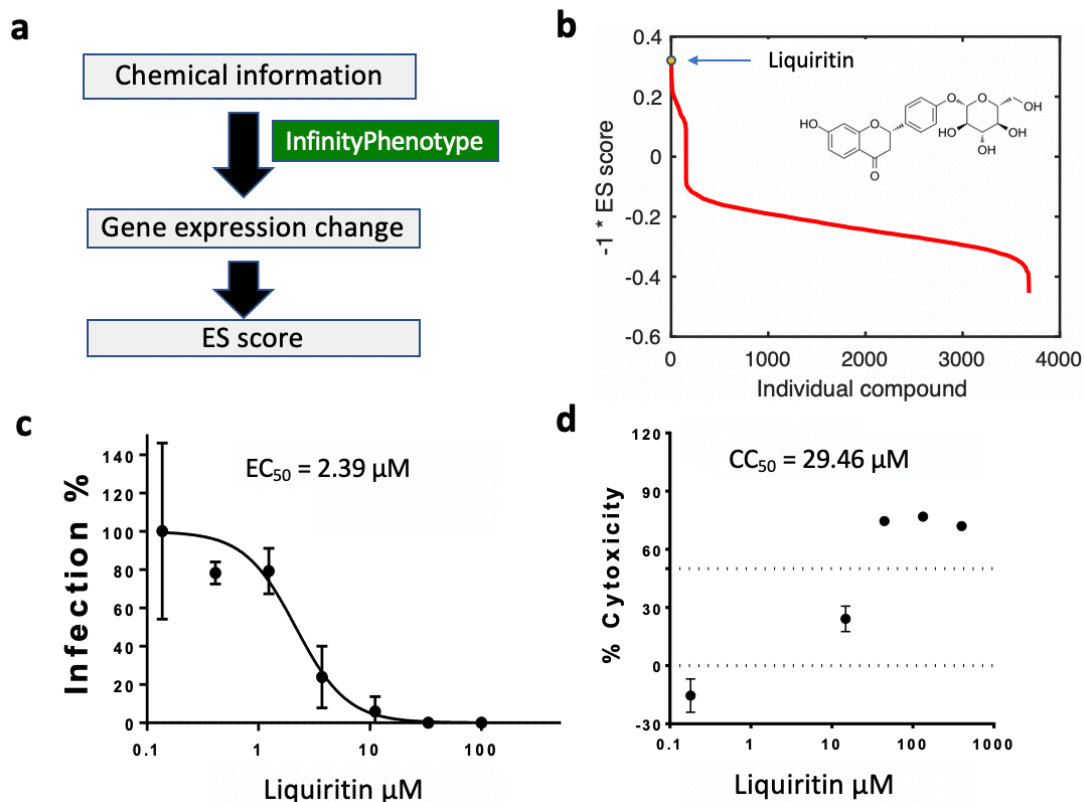 a
Chemical information
InfinityPhenotype
Gene expression change
ES score
b
0.4
0.2
0
-0.2
-0.4
-0.6
-1 * ES score
Liquiritin
HO
O
O
O
O
OH
HO
OH
OH
0
1000
2000
3000
4000
Individual compound
c
Infection %
140
120
100
80
60
40
20
0
EC50 = 2.39 μM
0.1
1
10
100
Liquiritin μM
d
% Cytoxicity
120
90
60
30
0
-30
CC50 = 29.46 μM
0.1
1
10
100
1000
Liquiritin μM